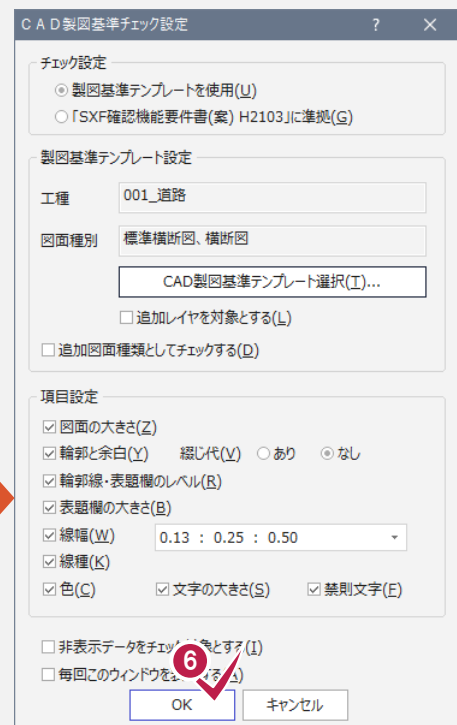 CAD製図基準チェック設定 ? ×
チェック設定
製図基準テンプレートを使用(U)
「SXF確認機能要件書(案) H2103」に準拠(G)
製図基準テンプレート設定
工種 001_道路
図面種別 標準横断図、横断図
CAD製図基準テンプレート選択(T)...
追加レイヤを対象とする(L)
追加図面種類としてチェックする(D)
項目設定
図面の大きさ(Z)
輪郭と余白(Y) 綴じ代(V) あり なし
輪郭線・表題欄のレベル(R)
表題欄の大きさ(B)
線幅(W) 0.13 : 0.25 : 0.50
線種(K)
色(C) 文字の大きさ(S) 禁則文字(F)
非表示データをチェック対象とする(I)
毎回このウィンドウを表示する(A)
6
OK キャンセル